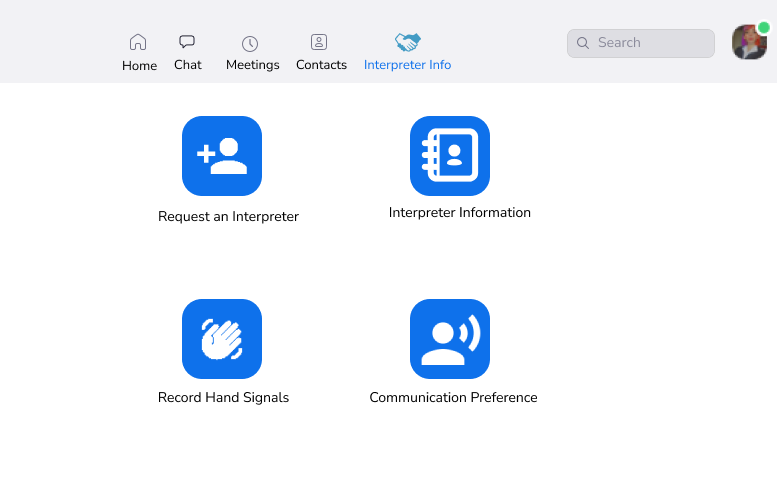 Home
Chat
Meetings
Contacts
Interpreter Info
Search
Request an Interpreter
Interpreter Information
Record Hand Signals
Communication Preference